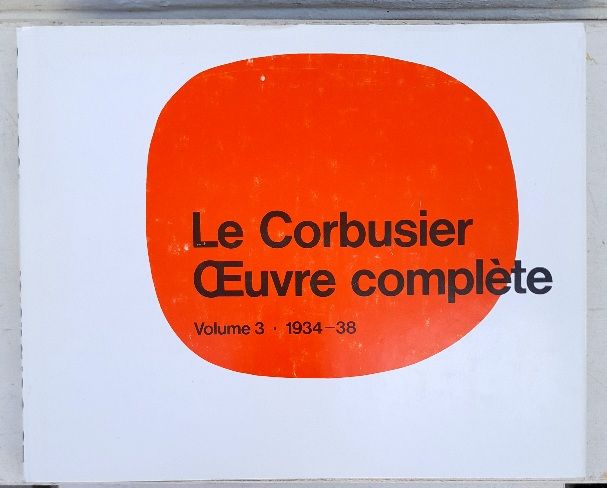 Le Corbusier
Œuvre complète
Volume 3 · 1934–38